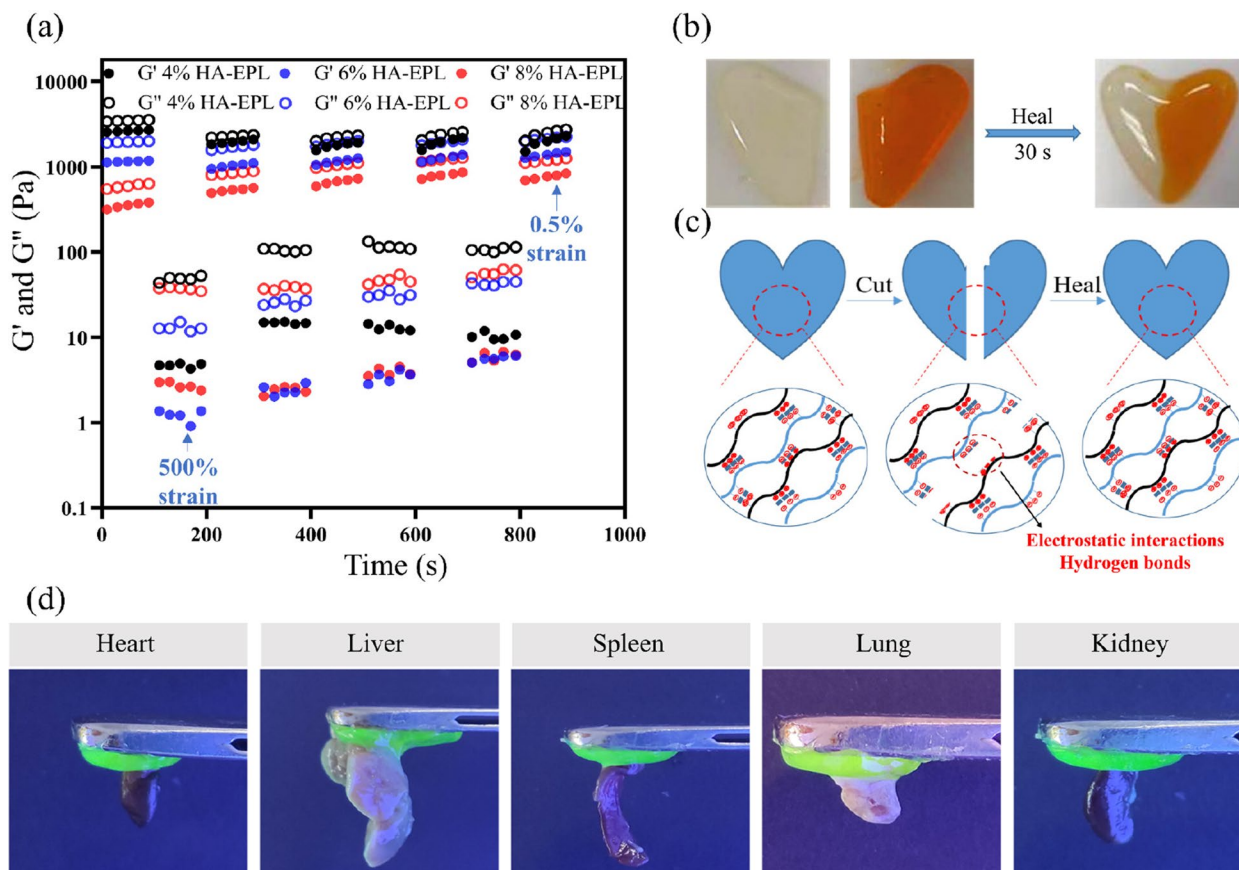 (a)
G' 4% HA-EPL G' 6% HA-EPL G' 8% HA-EPL
G" 4% HA-EPL G" 6% HA-EPL G" 8% HA-EPL
10000
1000
100
10
1
0.1
G' and G" (Pa)
0.5%
strain
500%
strain
0 200 400 600 800 1000
Time (s)
(b)
Heal
30 s
(c)
Cut
Heal
Electrostatic interactions
Hydrogen bonds
(d)
Heart Liver Spleen Lung Kidney